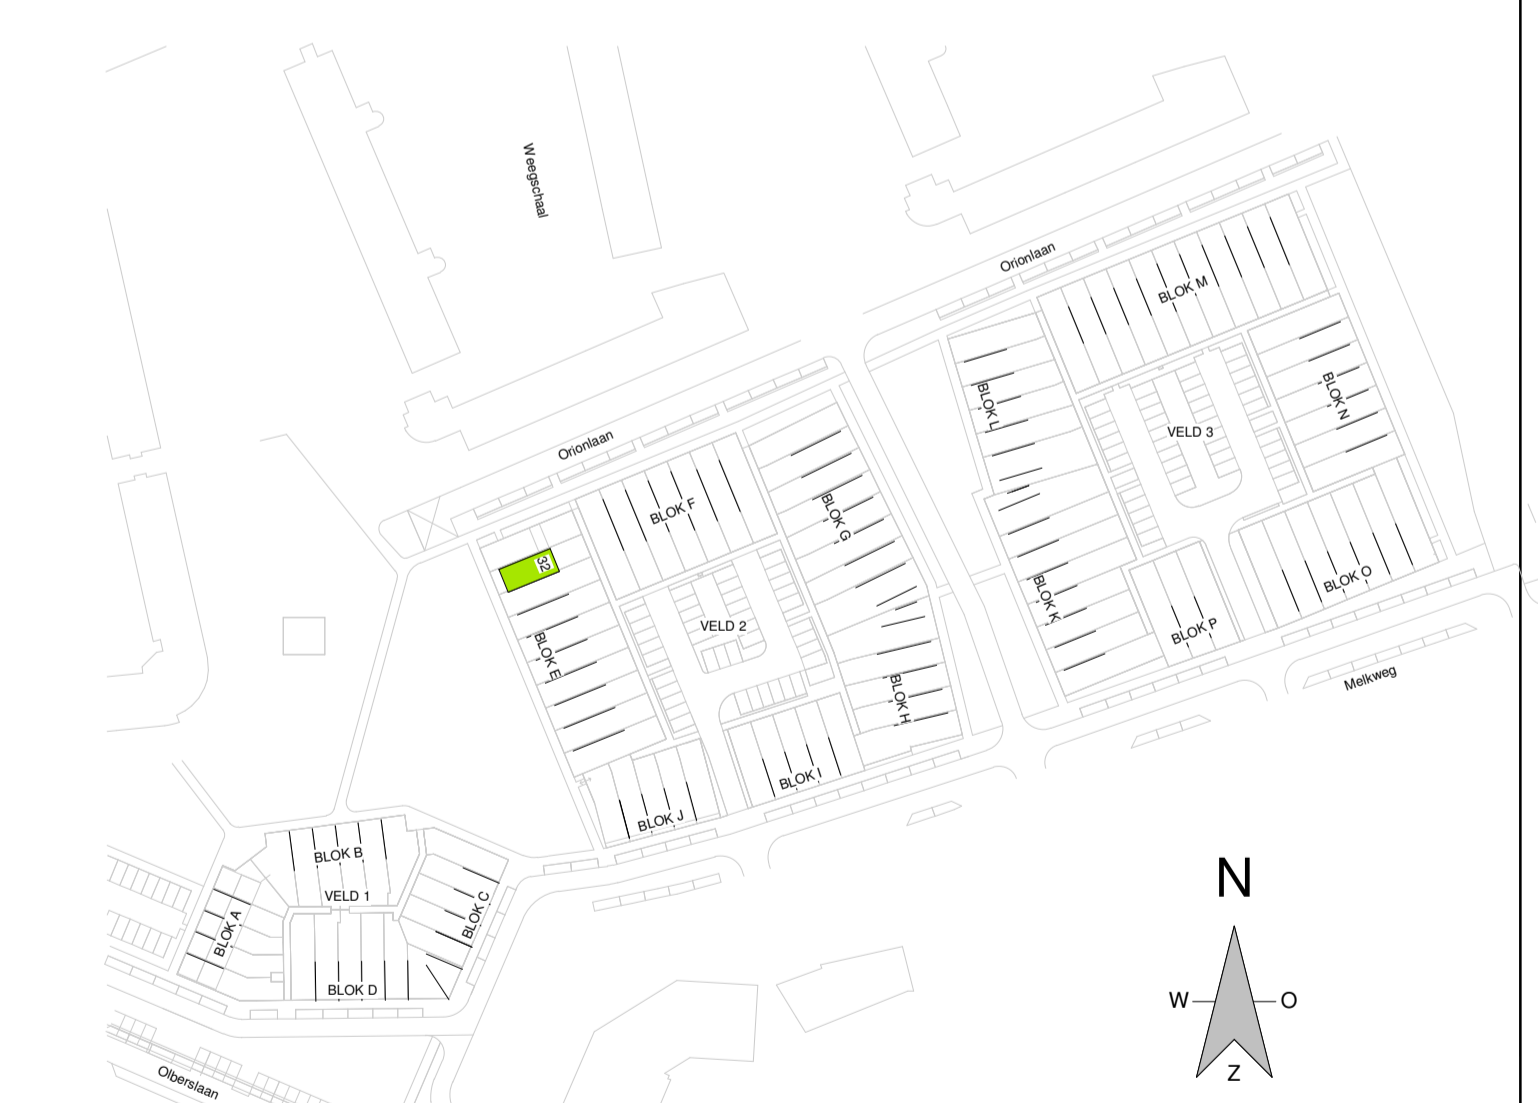 Weegschaal
Orionlaan
BLOK M
BLOK L
BLOK N
VELD 3
Orionlaan
BLOK F
BLOK G
32
BLOK E
VELD 2
BLOK K
BLOK P
BLOK O
Melkweg
BLOK H
BLOK I
BLOK J
BLOK B
VELD 1
BLOK A
BLOK C
BLOK D
Olberslaan
N
W O
Z